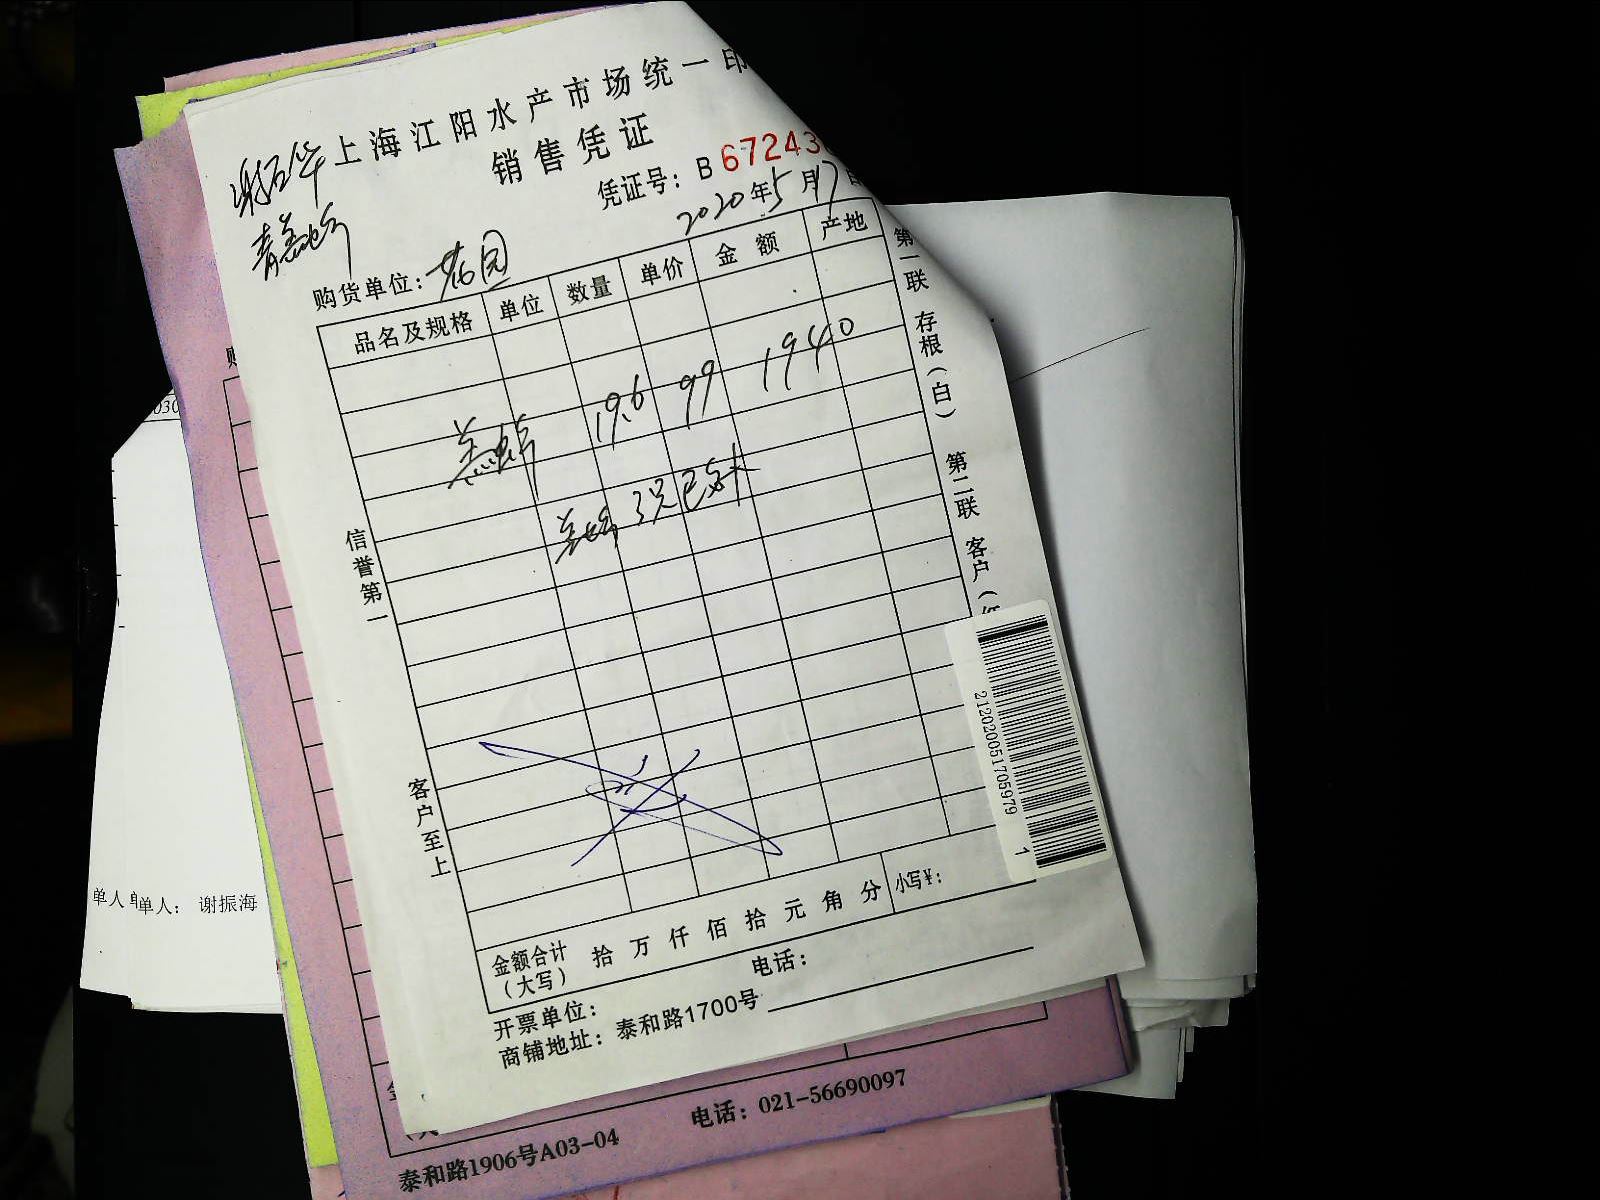 上海江阳水产市场统一印
销售凭证
凭证号：B 67243
2020年5月17日
购货单位：花园
品名及规格 单位 数量 单价 金额 产地
19.6 99 1940
第一联 存根（白） 第二联 客户（
信誉第一
客户至上
2120200517059791
金额合计（大写） 拾 万 仟 佰 拾 元 角 分 小写¥：
开票单位： 电话：
商铺地址：泰和路1700号
单人：谢振海
电话：021-56690097
泰和路1906号A03-04